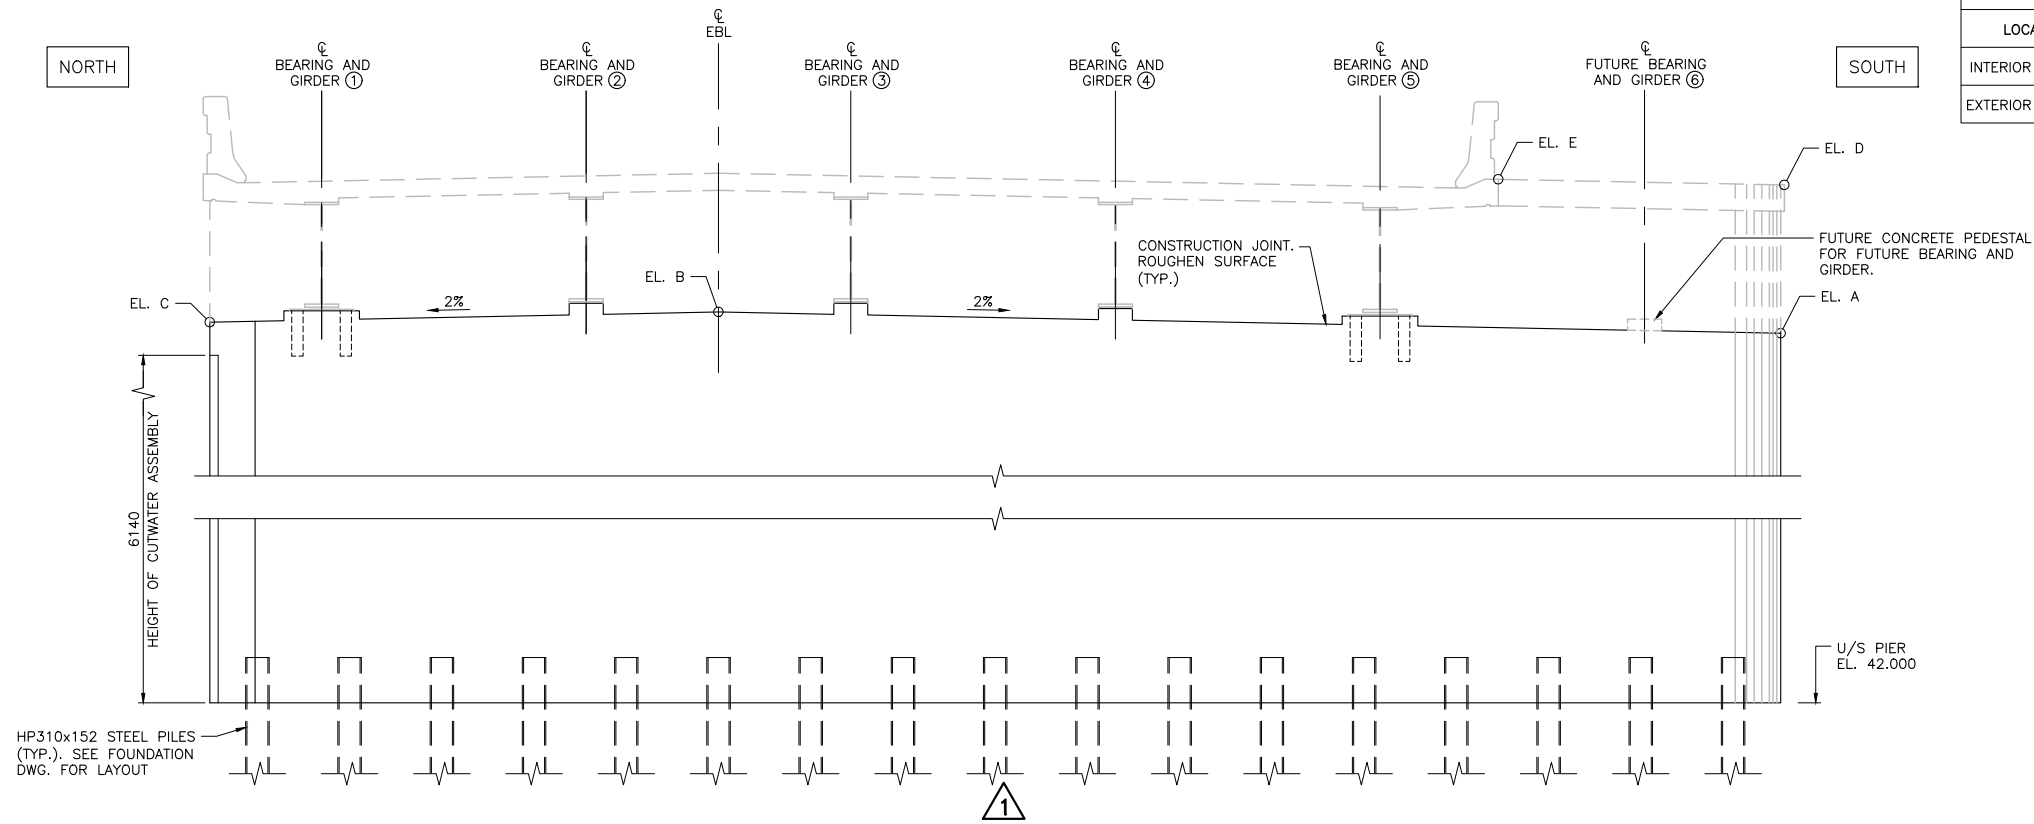 NORTH
℄
BEARING AND
GIRDER ①
℄
BEARING AND
GIRDER ②
℄
EBL
℄
BEARING AND
GIRDER ③
℄
BEARING AND
GIRDER ④
℄
BEARING AND
GIRDER ⑤
℄
FUTURE BEARING
AND GIRDER ⑥
SOUTH
LOCA
INTERIOR
EXTERIOR
EL. E
EL. D
CONSTRUCTION JOINT.
ROUGHEN SURFACE
(TYP.)
FUTURE CONCRETE PEDESTAL
FOR FUTURE BEARING AND
GIRDER.
EL. C
2%
EL. B
2%
EL. A
6140
HEIGHT OF CUTWATER ASSEMBLY
U/S PIER
EL. 42.000
HP310x152 STEEL PILES
(TYP.). SEE FOUNDATION
DWG. FOR LAYOUT
1